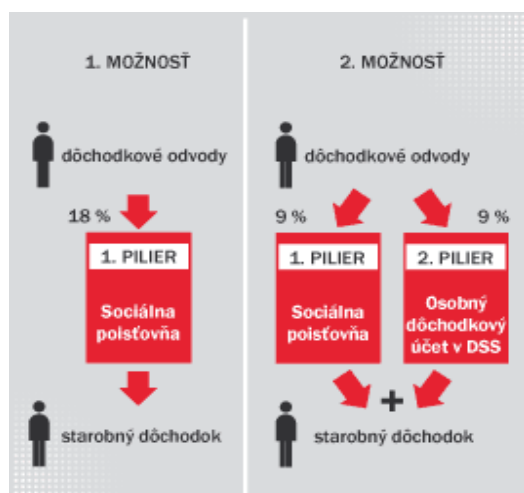 1. MOŽNOSŤ
dôchodkové odvody
18 %
1. PILIER
Sociálna
poisťovňa
starobný dôchodok
2. MOŽNOSŤ
dôchodkové odvody
9 %
9 %
1. PILIER
Sociálna
poisťovňa
2. PILIER
Osobný
dôchodkový
účet v DSS
+
starobný dôchodok